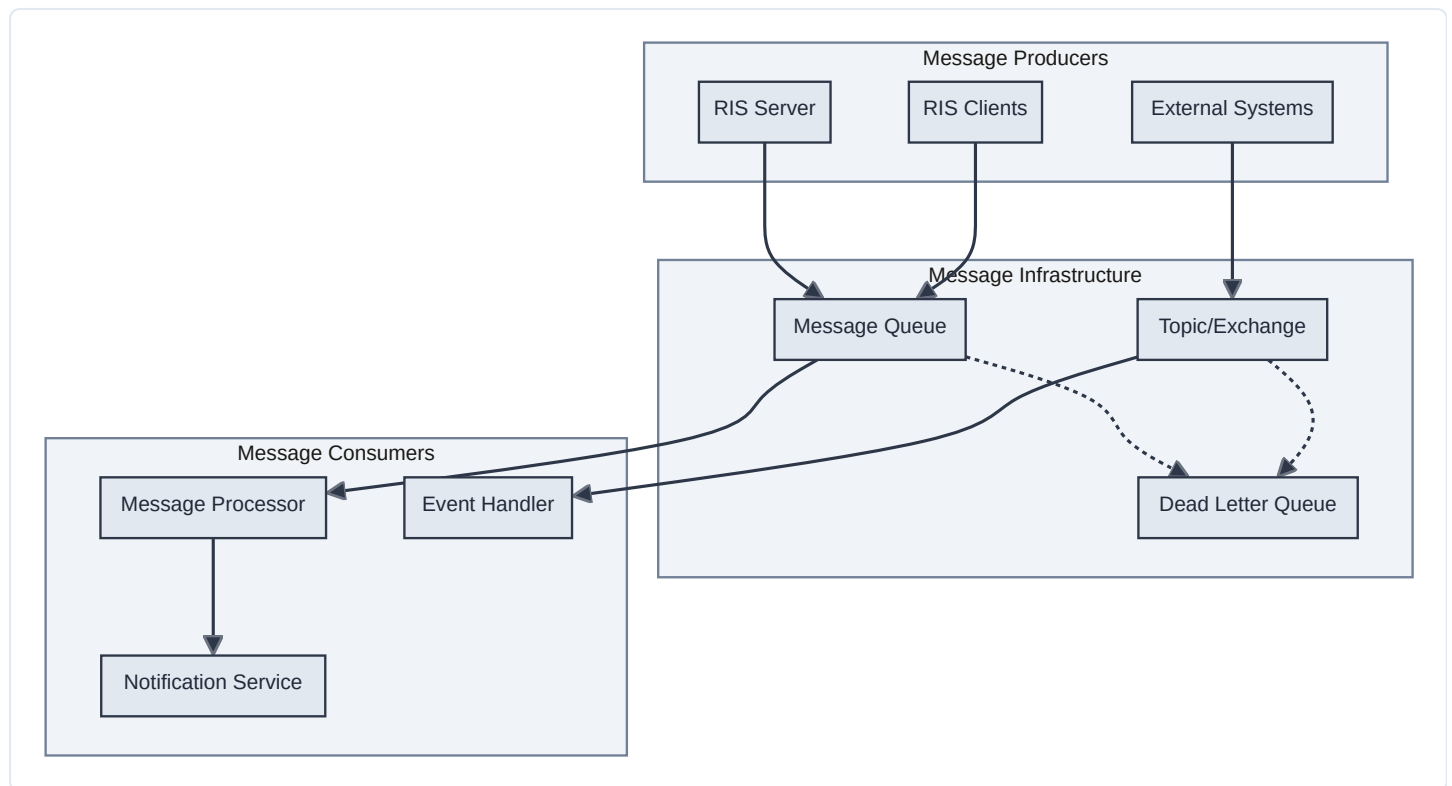 Message Producers
RIS Server
RIS Clients
External Systems
Message Infrastructure
Message Queue
Topic/Exchange
Message Consumers
Message Processor
Event Handler
Dead Letter Queue
Notification Service